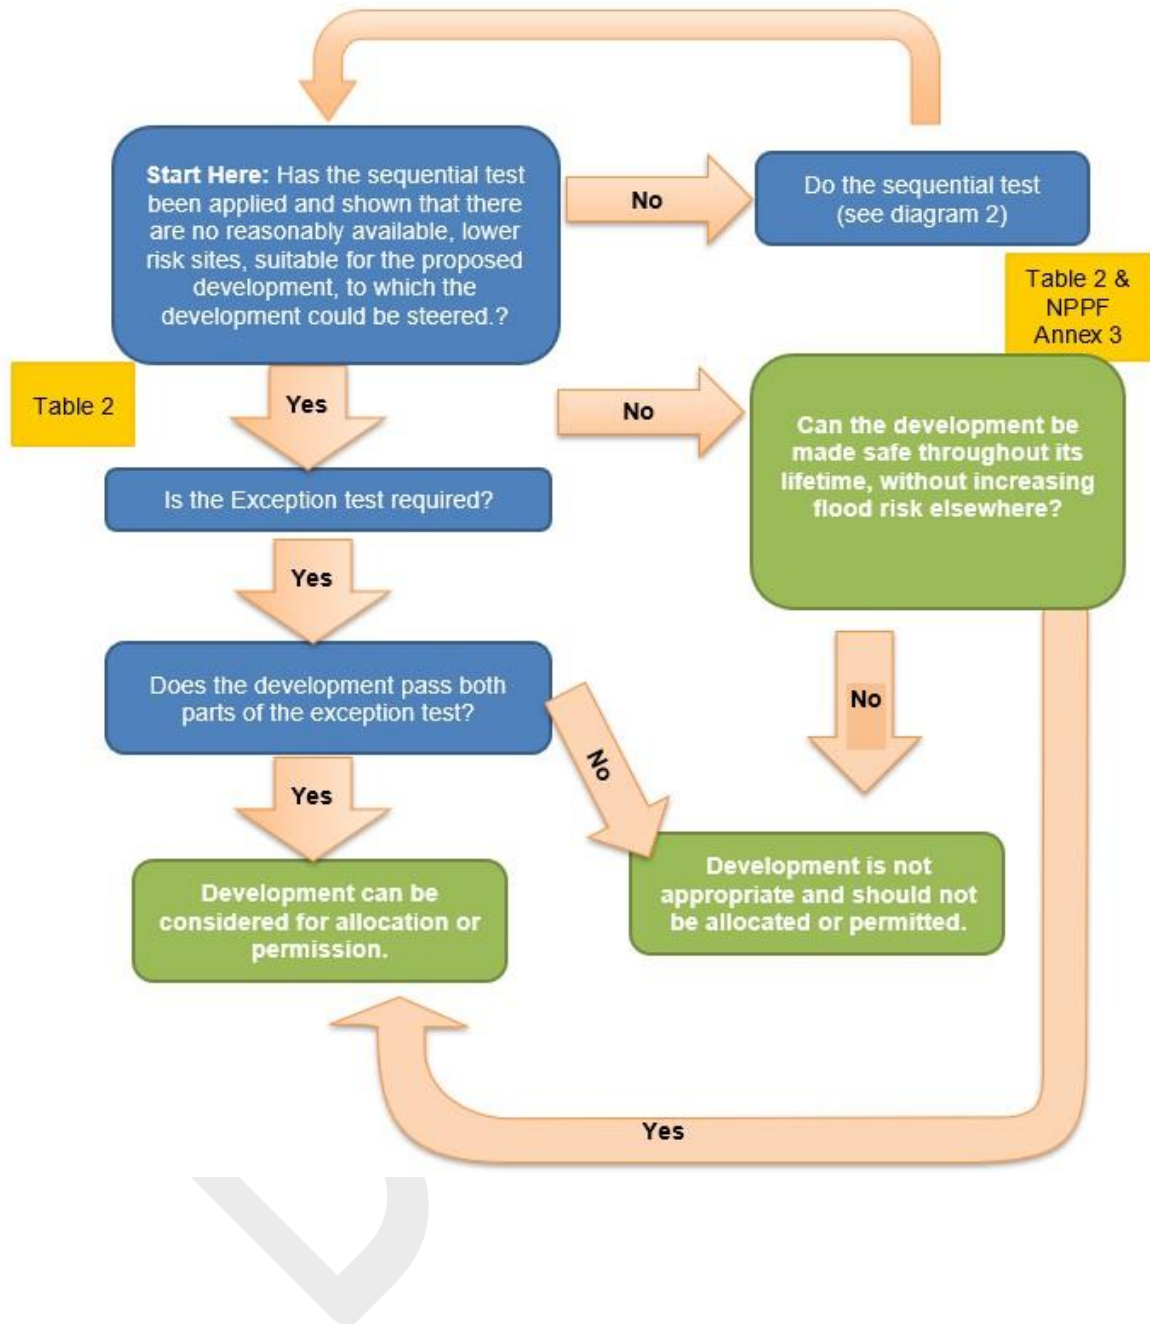 Start Here: Has the sequential test
been applied and shown that there
are no reasonably available, lower
risk sites, suitable for the proposed
development, to which the
development could be steered.?
No
Do the sequential test
(see diagram 2)
Table 2 &
NPPF
Annex 3
Table 2
Yes
No
Can the development be
made safe throughout its
lifetime, without increasing
flood risk elsewhere?
Is the Exception test required?
Yes
Does the development pass both
parts of the exception test?
No
No
Yes
Development can be
considered for allocation or
permission.
Development is not
appropriate and should not
be allocated or permitted.
Yes